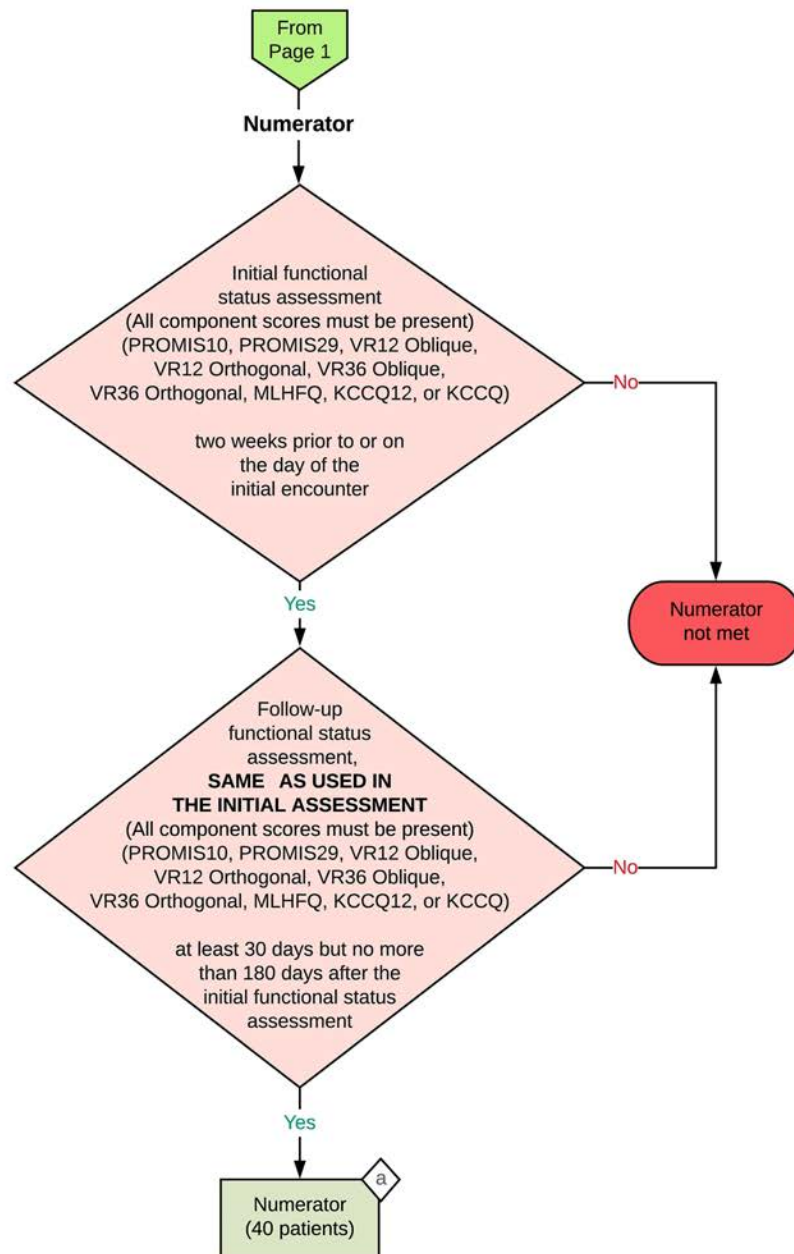 From
Page 1
Numerator
Initial functional
status assessment
(All component scores must be present)
(PROMIS10, PROMIS29, VR12 Oblique,
VR12 Orthogonal, VR36 Oblique,
VR36 Orthogonal, MLHFQ, KCCQ12, or KCCQ)
two weeks prior to or on
the day of the
initial encounter
No
Yes
Numerator
not met
Follow-up
functional status
assessment,
SAME AS USED IN
THE INITIAL ASSESSMENT
(All component scores must be present)
(PROMIS10, PROMIS29, VR12 Oblique,
VR12 Orthogonal, VR36 Oblique,
VR36 Orthogonal, MLHFQ, KCCQ12, or KCCQ)
at least 30 days but no more
than 180 days after the
initial functional status
assessment
No
Yes
a
Numerator
(40 patients)